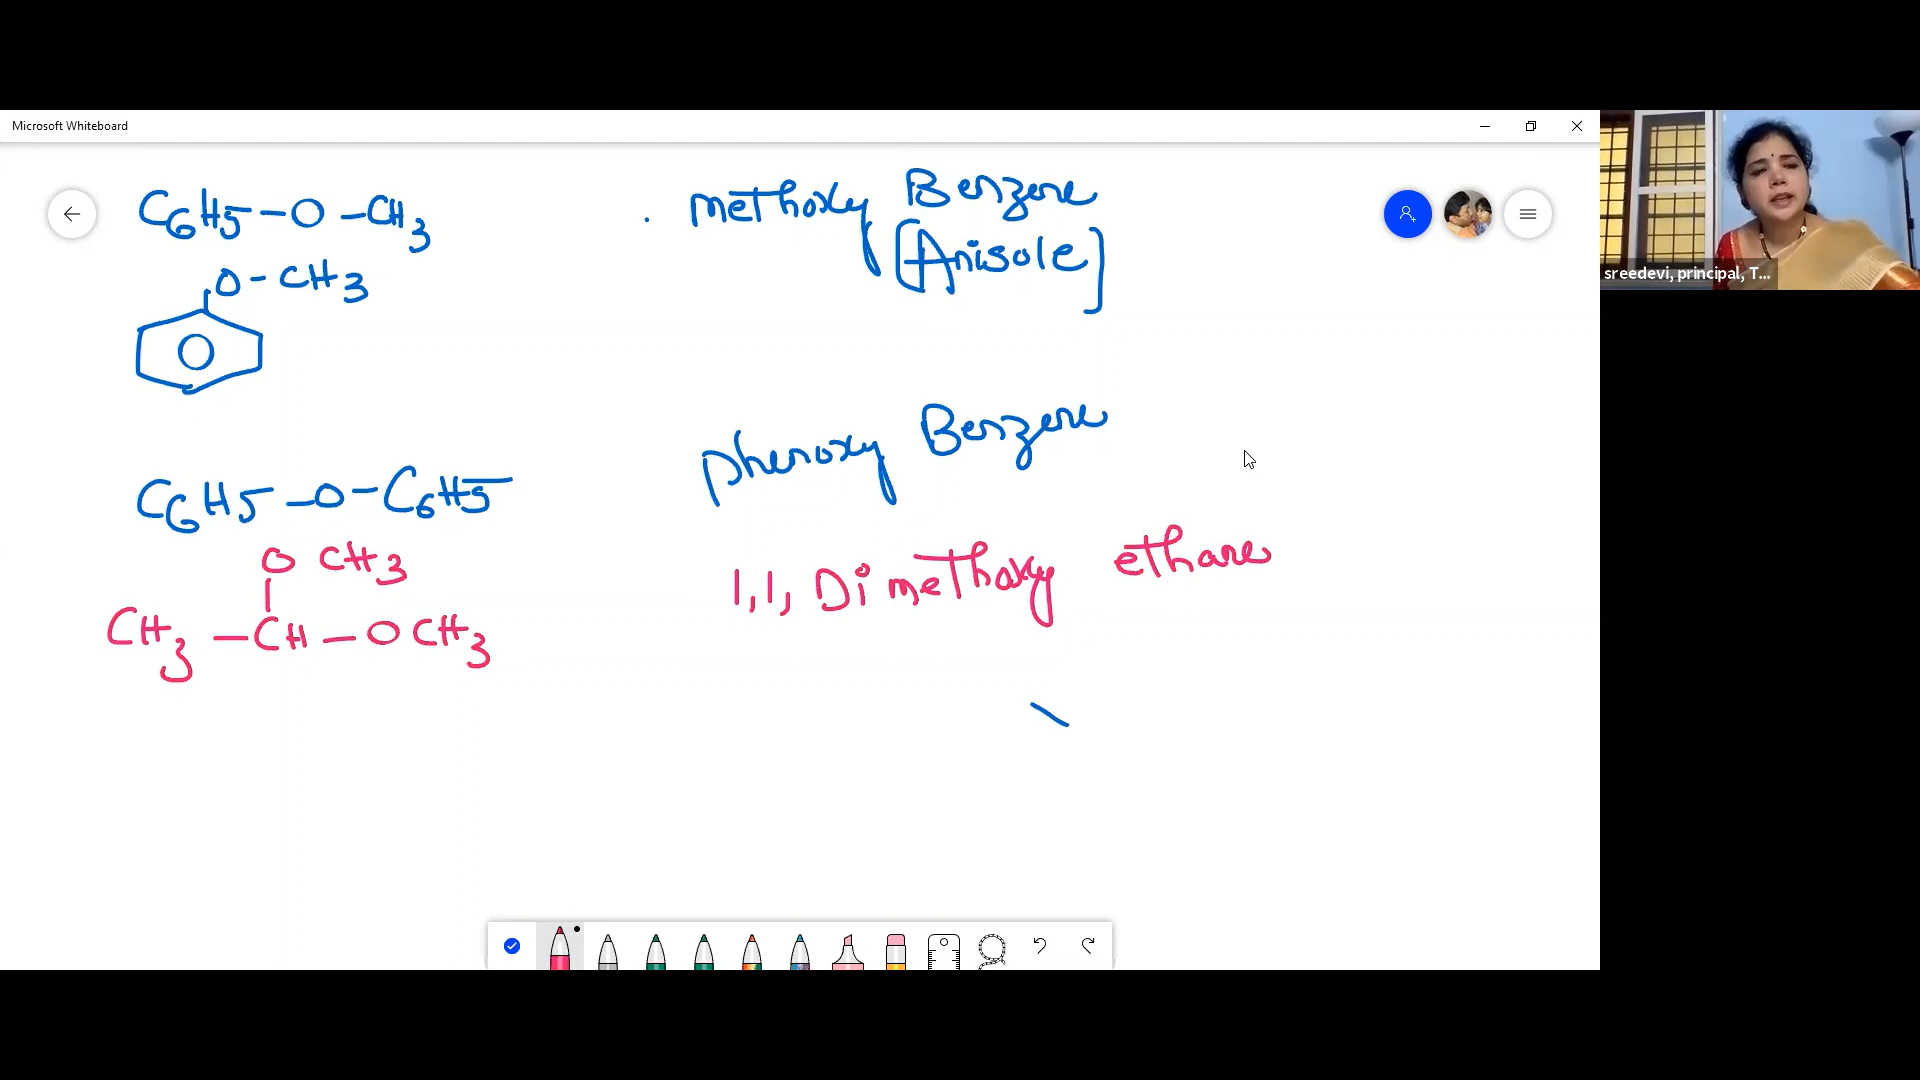 Microsoft Whiteboard
C6H5-O-CH3
methoxy Benzene
[Anisole]
O-CH3
phenoxy Benzene
C6H5-O-C6H5
1,1, Dimethoxy ethane
O CH3
CH3-CH-OCH3
sreedevi, principal, T...